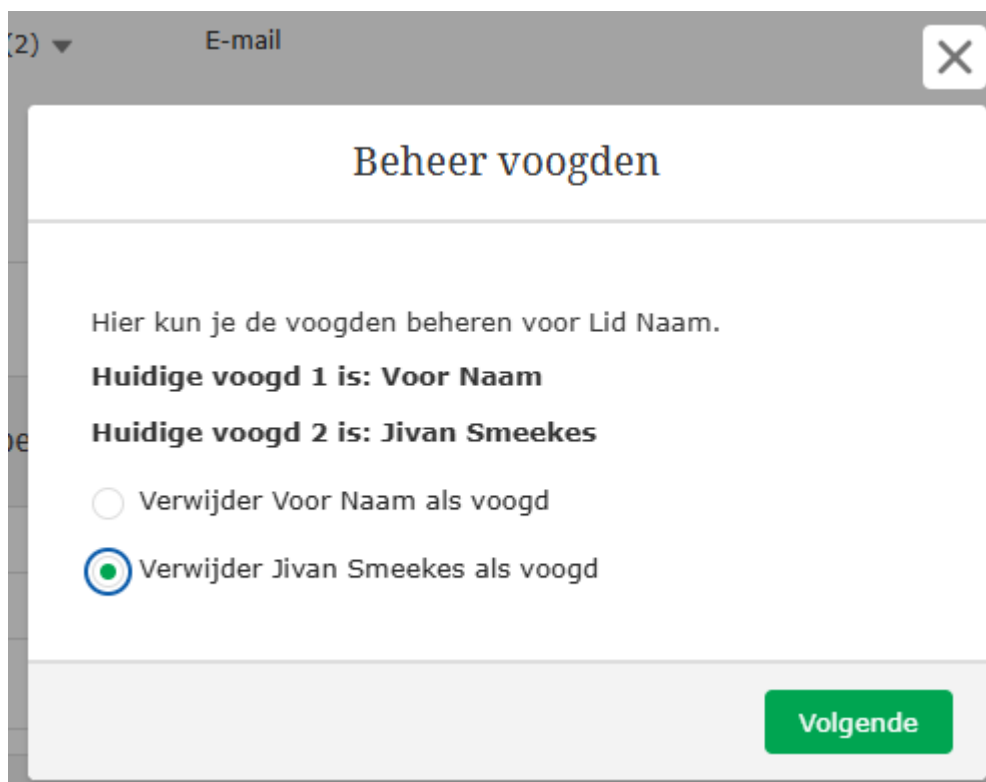 (2)
E-mail
Beheer voogden
Hier kun je de voogden beheren voor Lid Naam.
Huidige voogd 1 is: Voor Naam
Huidige voogd 2 is: Jivan Smeekes
Verwijder Voor Naam als voogd
Verwijder Jivan Smeekes als voogd
Volgende